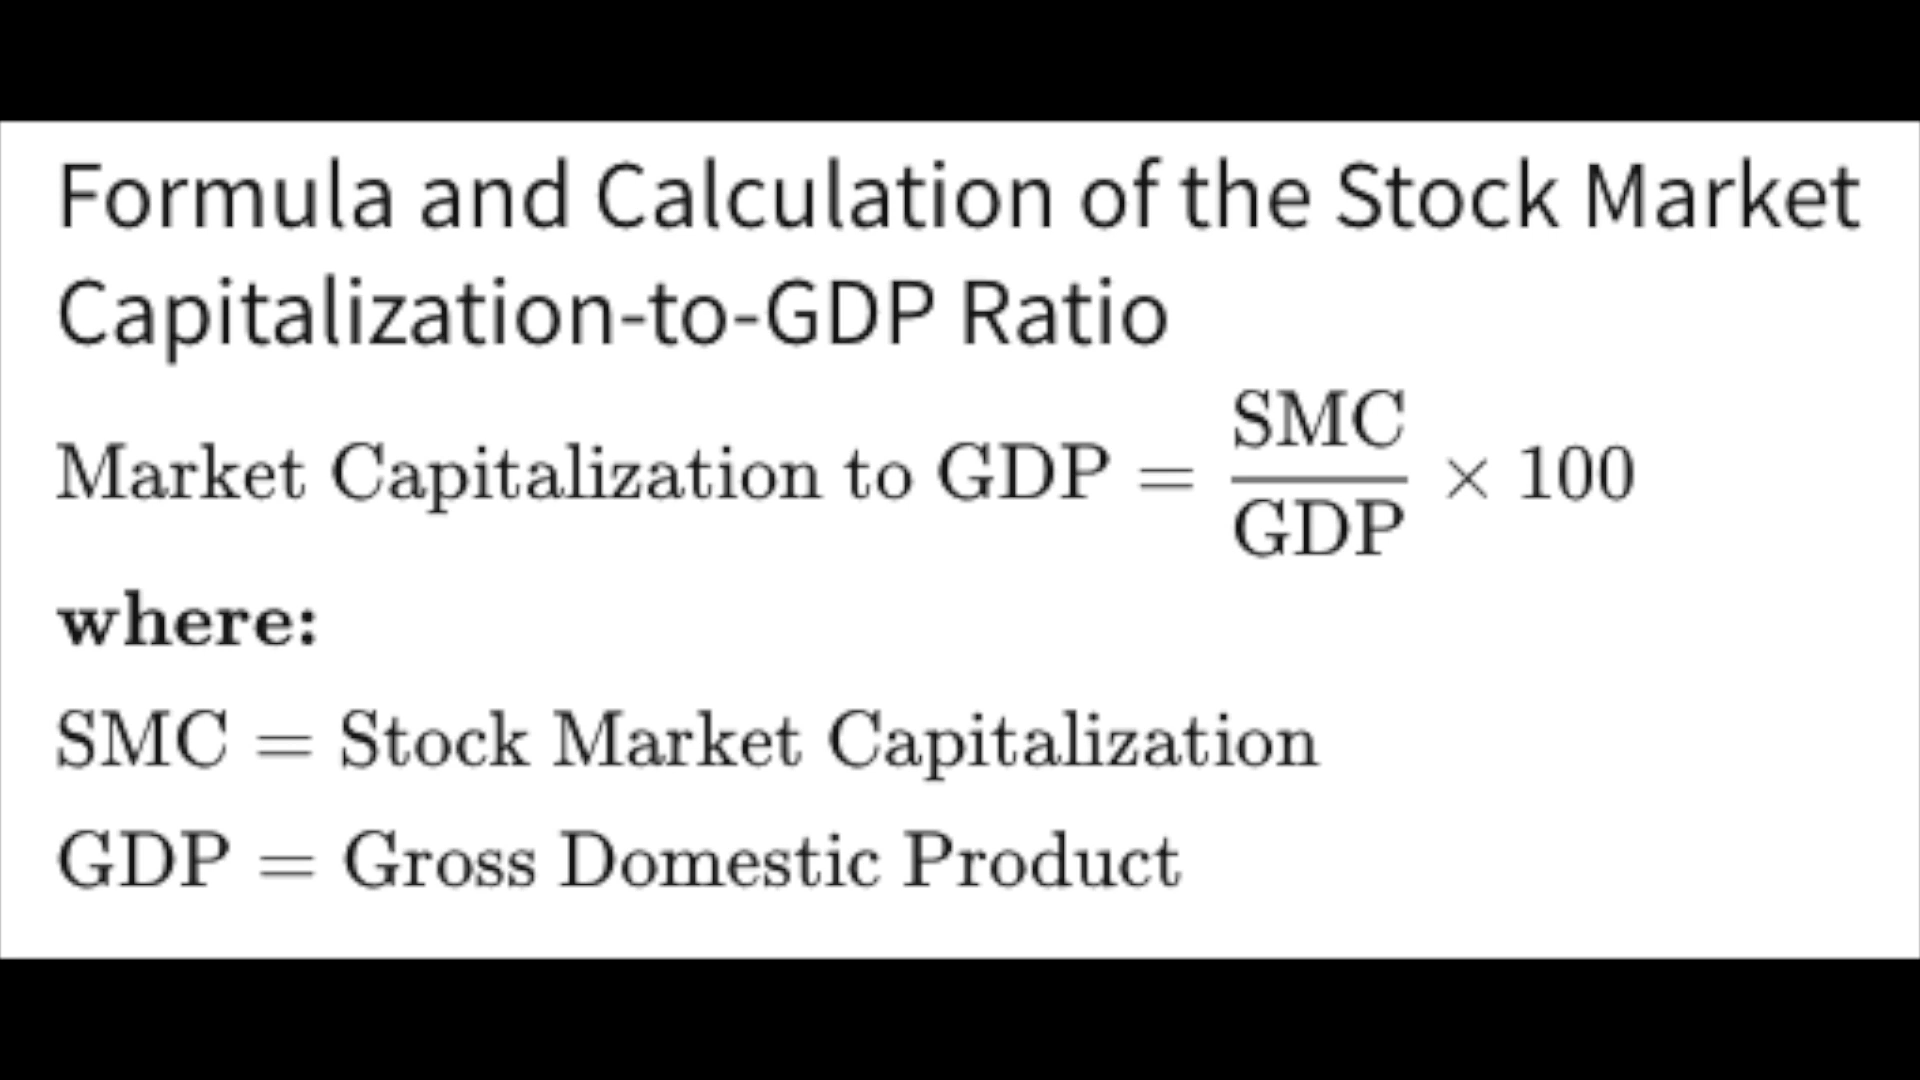 Formula and Calculation of the Stock Market
Capitalization-to-GDP Ratio
Market Capitalization to GDP = SMC/GDP × 100
where:
SMC = Stock Market Capitalization
GDP = Gross Domestic Product